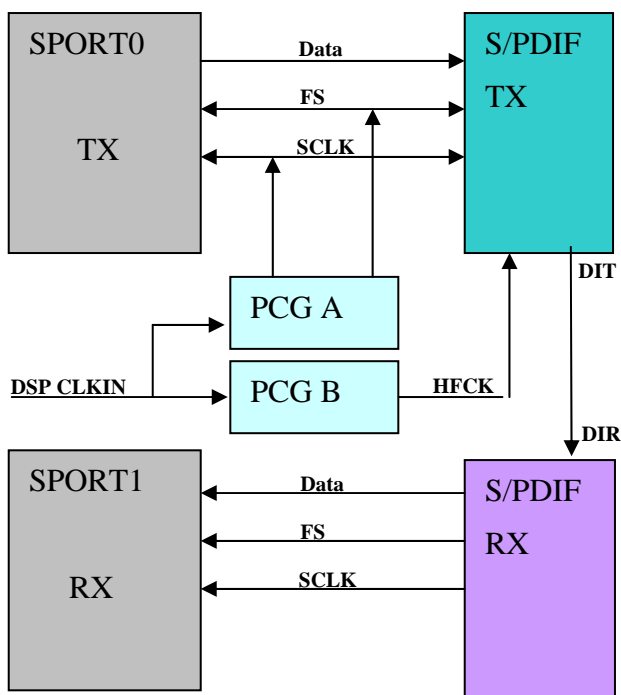 SPORT0
TX
Data
FS
SCLK
S/PDIF
TX
DIT
PCG A
DSP CLKIN
PCG B
HFCK
DIR
SPORT1
RX
Data
FS
SCLK
S/PDIF
RX